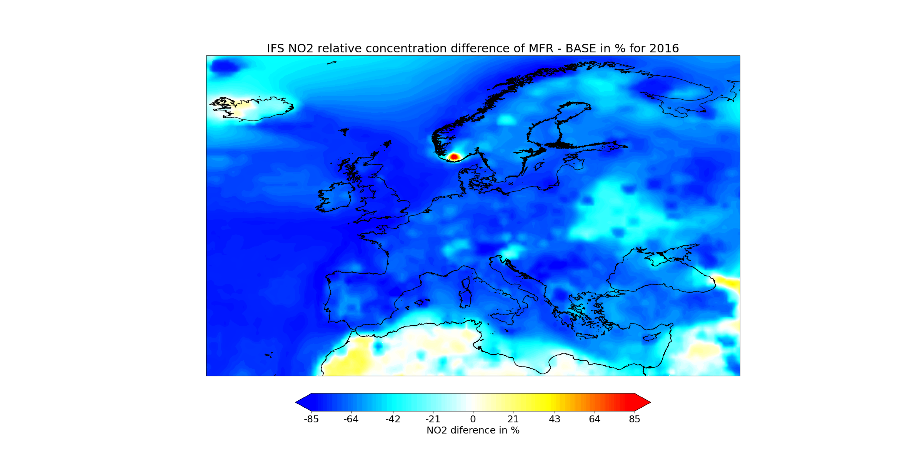 IFS NO2 relative concentration difference of MFR - BASE in % for 2016
-85 -64 -42 -21 0 21 43 64 85
NO2 diference in %